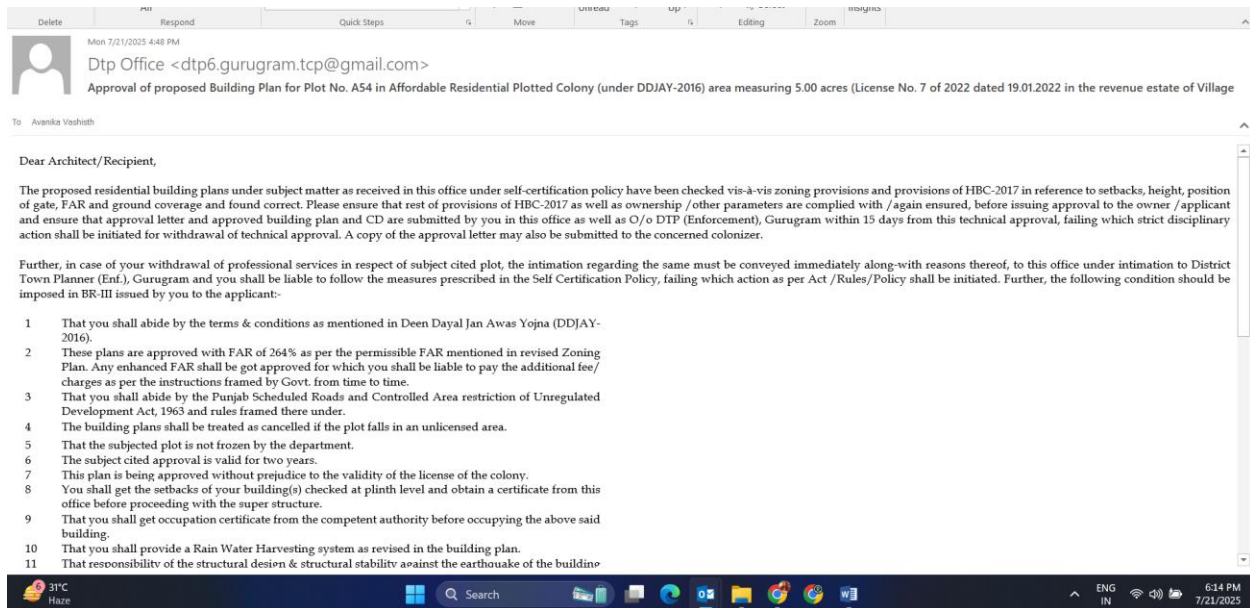 Delete Respond Quick Steps Move Tags Editing Zoom
Mon 7/21/2025 4:48 PM
Dtp Office <dtp6.gurugram.tcp@gmail.com>
Approval of proposed Building Plan for Plot No. A54 in Affordable Residential Plotted Colony (under DDJAY-2016) area measuring 5.00 acres (License No. 7 of 2022 dated 19.01.2022 in the revenue estate of Village
To Avanika Vashisth
Dear Architect/Recipient,
The proposed residential building plans under subject matter as received in this office under self-certification policy have been checked vis-à-vis zoning provisions and provisions of HBC-2017 in reference to setbacks, height, position
of gate, FAR and ground coverage and found correct. Please ensure that rest of provisions of HBC-2017 as well as ownership /other parameters are complied with /again ensured, before issuing approval to the owner /applicant
and ensure that approval letter and approved building plan and CD are submitted by you in this office as well as O/o DTP (Enforcement), Gurugram within 15 days from this technical approval, failing which strict disciplinary
action shall be initiated for withdrawal of technical approval. A copy of the approval letter may also be submitted to the concerned colonizer.
Further, in case of your withdrawal of professional services in respect of subject cited plot, the intimation regarding the same must be conveyed immediately along-with reasons thereof, to this office under intimation to District
Town Planner (Enf.), Gurugram and you shall be liable to follow the measures prescribed in the Self Certification Policy, failing which action as per Act /Rules/Policy shall be initiated. Further, the following condition should be
imposed in BR-III issued by you to the applicant:-
1 That you shall abide by the terms & conditions as mentioned in Deen Dayal Jan Awas Yojna (DDJAY-
2016).
2 These plans are approved with FAR of 264% as per the permissible FAR mentioned in revised Zoning
Plan. Any enhanced FAR shall be got approved for which you shall be liable to pay the additional fee/
charges as per the instructions framed by Govt. from time to time.
3 That you shall abide by the Punjab Scheduled Roads and Controlled Area restriction of Unregulated
Development Act, 1963 and rules framed there under.
4 The building plans shall be treated as cancelled if the plot falls in an unlicensed area.
5 That the subjected plot is not frozen by the department.
6 The subject cited approval is valid for two years.
7 This plan is being approved without prejudice to the validity of the license of the colony.
8 You shall get the setbacks of your building(s) checked at plinth level and obtain a certificate from this
office before proceeding with the super structure.
9 That you shall get occupation certificate from the competent authority before occupying the above said
building.
10 That you shall provide a Rain Water Harvesting system as revised in the building plan.
11 That responsibility of the structural design & structural stability against the earthquake of the building
6 31°C Search ENG 6:14 PM
Haze IN 7/21/2025